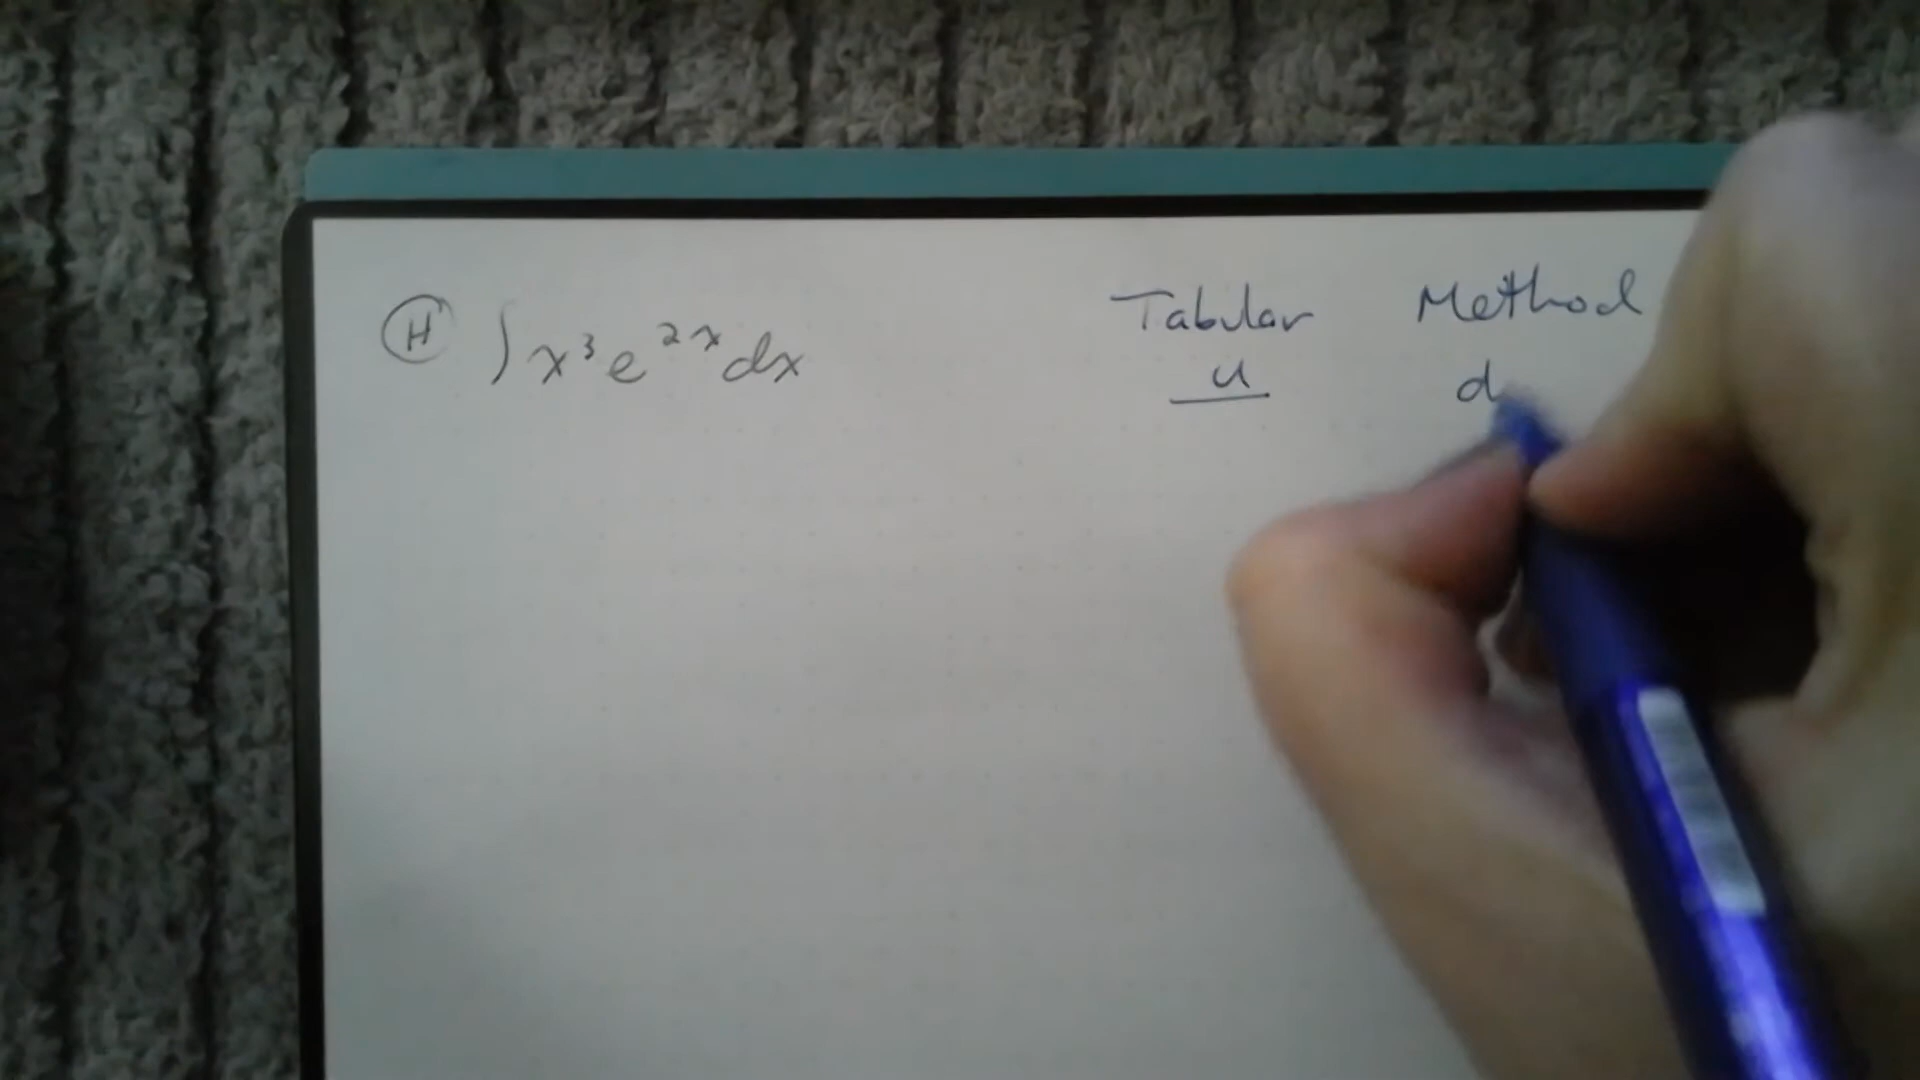 H ∫x³e²ˣdx Tabular Method
u d